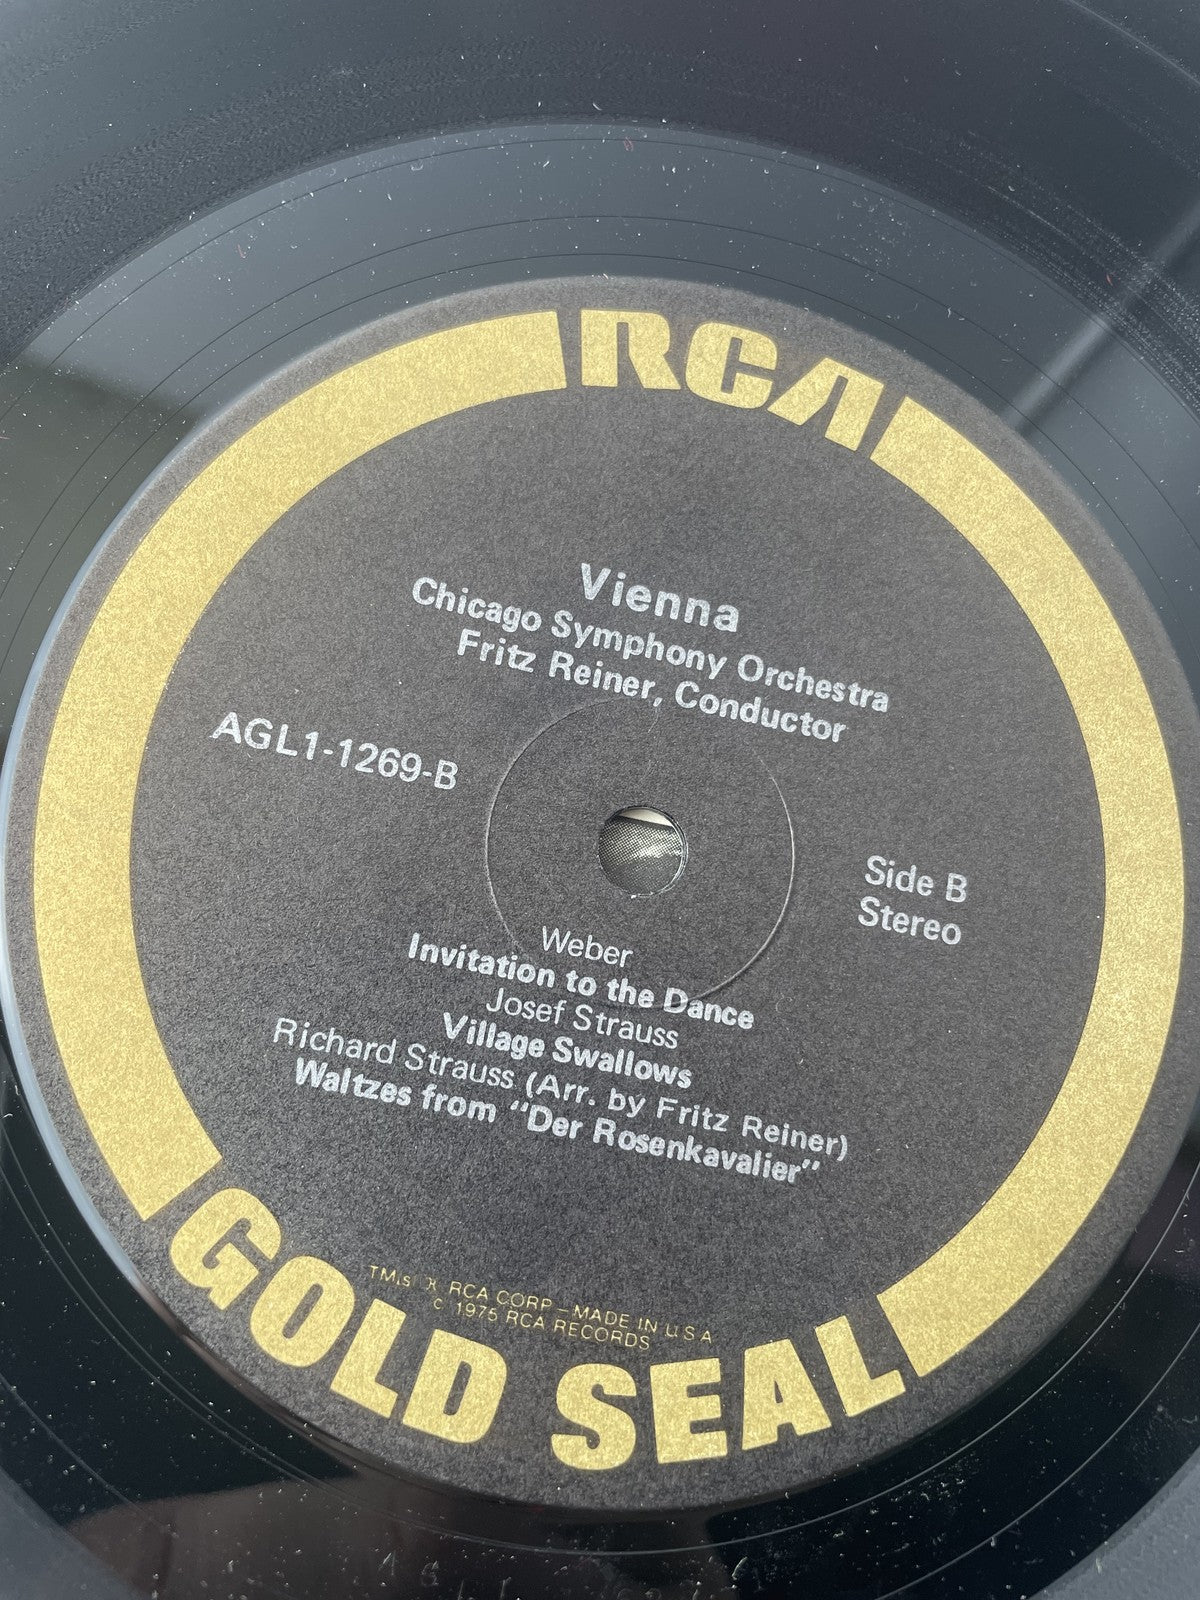 RCA
Vienna
Chicago Symphony Orchestra
Fritz Reiner, Conductor
AGL1-1269-B
Side B
Stereo
Weber
Invitation to the Dance
Josef Strauss
Village Swallows
Richard Strauss (Arr. by Fritz Reiner)
Waltzes from "Der Rosenkavalier"
TM(s) ® RCA CORP—MADE IN U.S.A
© 1975 RCA RECORDS
GOLD SEAL